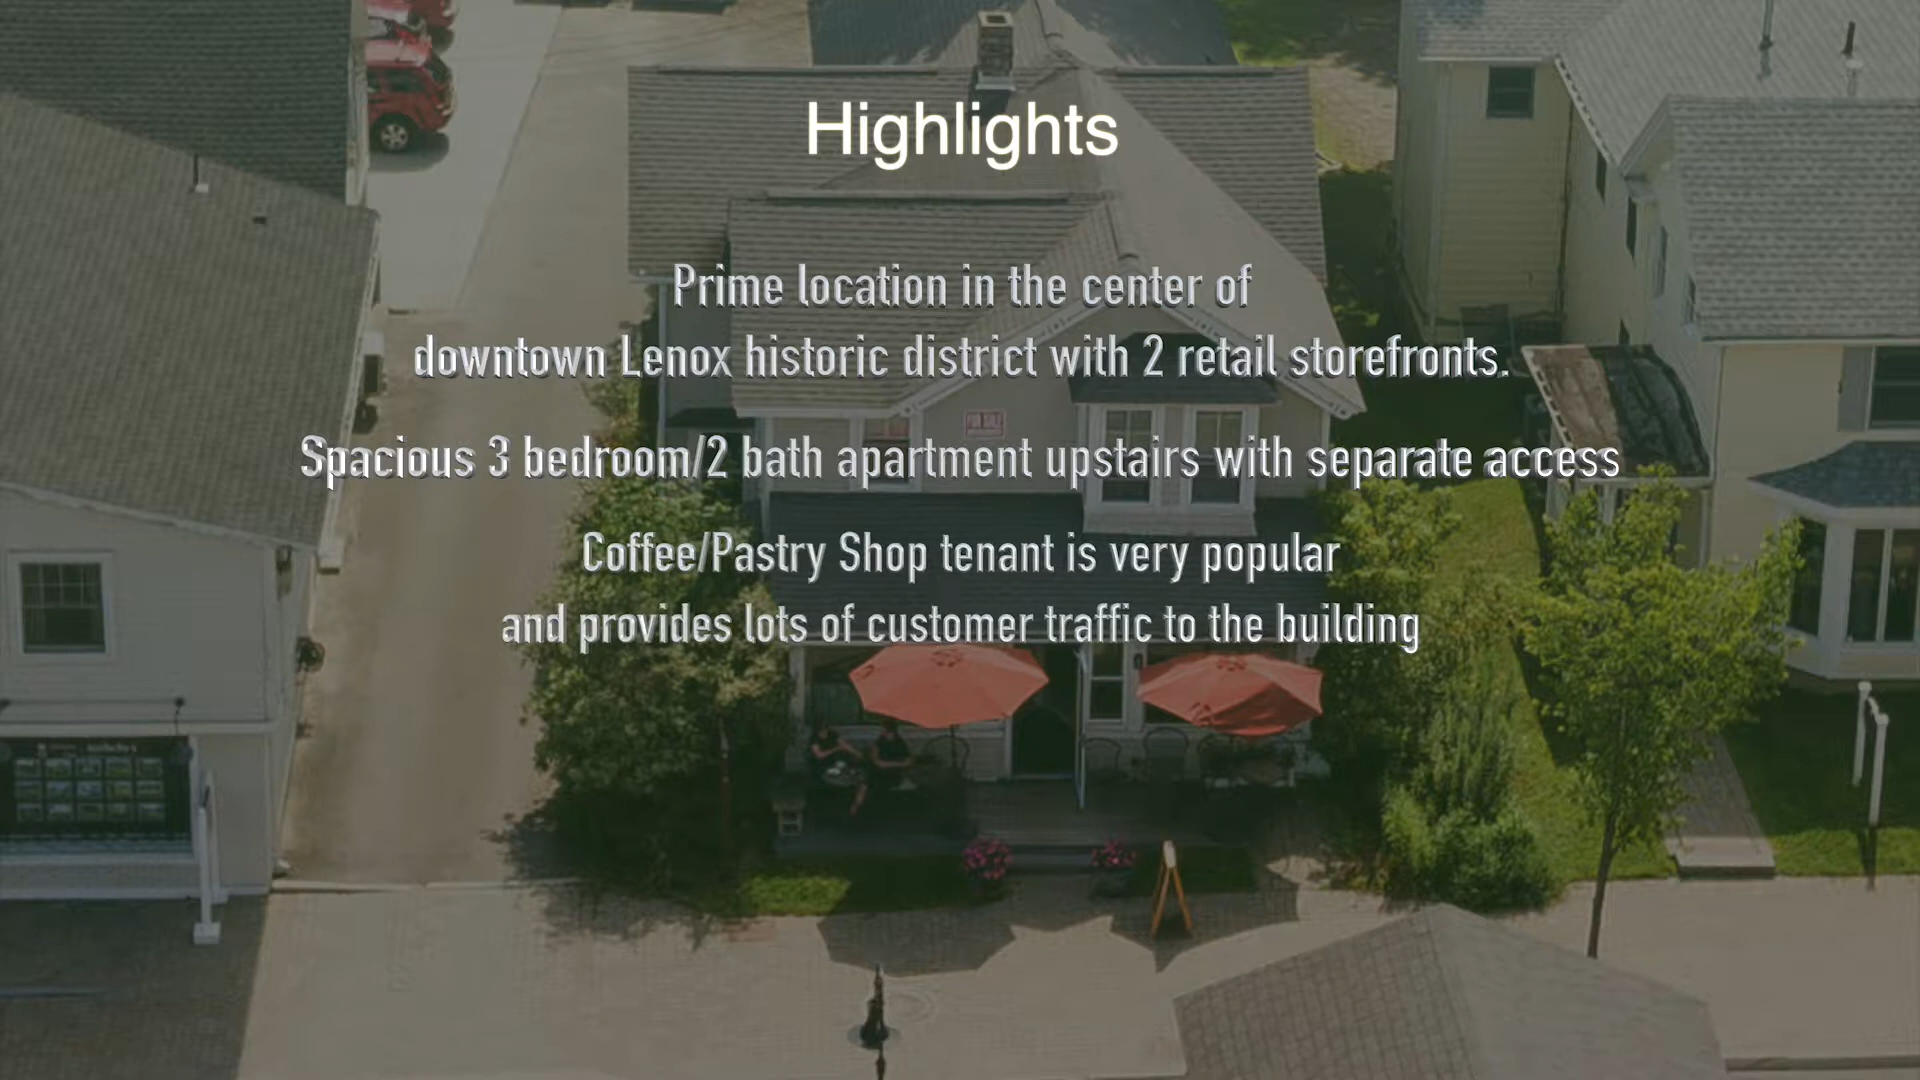 Highlights
Prime location in the center of
downtown Lenox historic district with 2 retail storefronts.
Spacious 3 bedroom/2 bath apartment upstairs with separate access
FOR SALE
Coffee/Pastry Shop tenant is very popular
and provides lots of customer traffic to the building